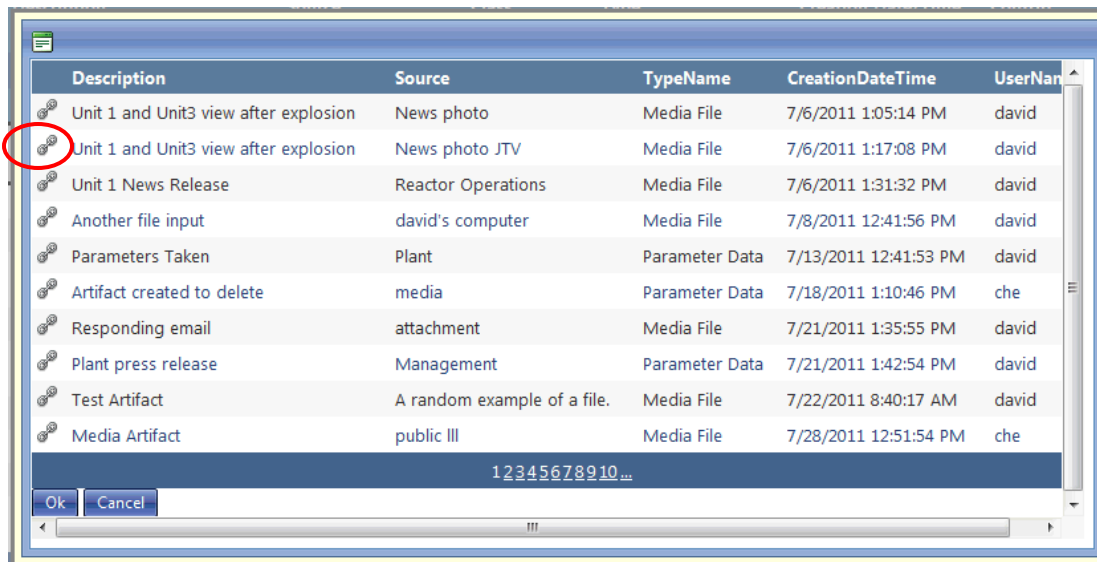 Description Source TypeName CreationDateTime UserNam
Unit 1 and Unit3 view after explosion News photo Media File 7/6/2011 1:05:14 PM david
Unit 1 and Unit3 view after explosion News photo JTV Media File 7/6/2011 1:17:08 PM david
Unit 1 News Release Reactor Operations Media File 7/6/2011 1:31:32 PM david
Another file input david's computer Media File 7/8/2011 12:41:56 PM david
Parameters Taken Plant Parameter Data 7/13/2011 12:41:53 PM david
Artifact created to delete media Parameter Data 7/18/2011 1:10:46 PM che
Responding email attachment Media File 7/21/2011 1:35:55 PM david
Plant press release Management Parameter Data 7/21/2011 1:42:54 PM david
Test Artifact A random example of a file. Media File 7/22/2011 8:40:17 AM david
Media Artifact public lll Media File 7/28/2011 12:51:54 PM che
12345678910...
Ok Cancel